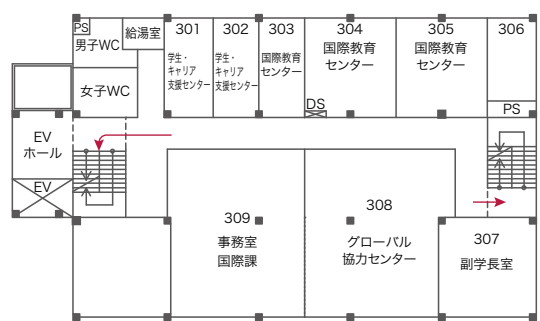 PS
男子WC
給湯室
女子WC
301
学生・
キャリア
支援センター
302
学生・
キャリア
支援センター
303
国際教育
センター
304
国際教育
センター
305
国際教育
センター
306
DS
PS
EV
ホール
EV
309
事務室
国際課
308
グローバル
協力センター
307
副学長室